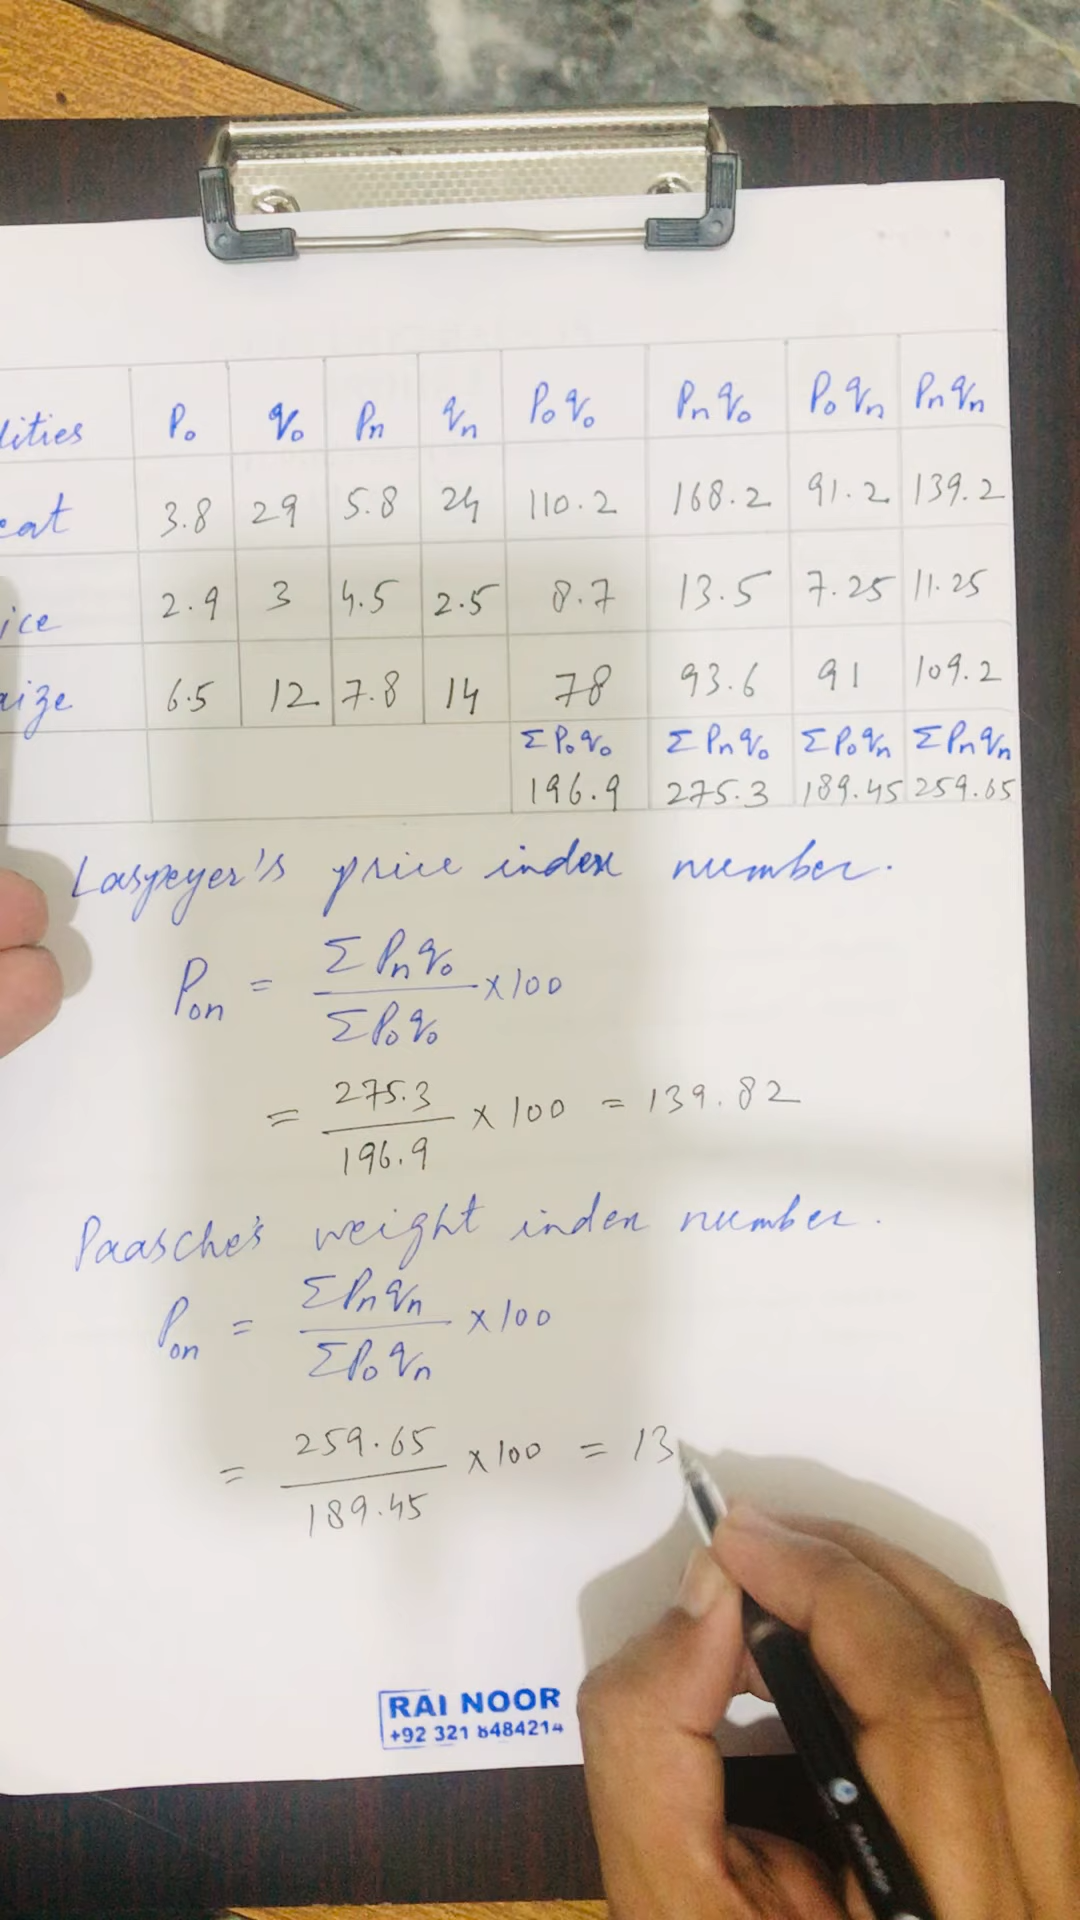 lities P₀ q₀ Pn qn P₀q₀ Pnq₀ P₀qn Pnqn
eat 3.8 29 5.8 24 110.2 168.2 91.2 139.2
ice 2.9 3 4.5 2.5 8.7 13.5 7.25 11.25
aize 6.5 12 7.8 14 78 93.6 91 109.2
ΣP₀q₀ ΣPnq₀ ΣP₀qn ΣPnqn
196.9 275.3 189.45 259.65
Laspeyer's price index number.
Pon = ΣPnq₀ / ΣP₀q₀ ×100
= 275.3 / 196.9 × 100 = 139.82
Paasche's weight index number.
Pon = ΣPnqn / ΣP₀qn ×100
= 259.65 / 189.45 ×100 = 13
RAI NOOR
+92 321 8484214